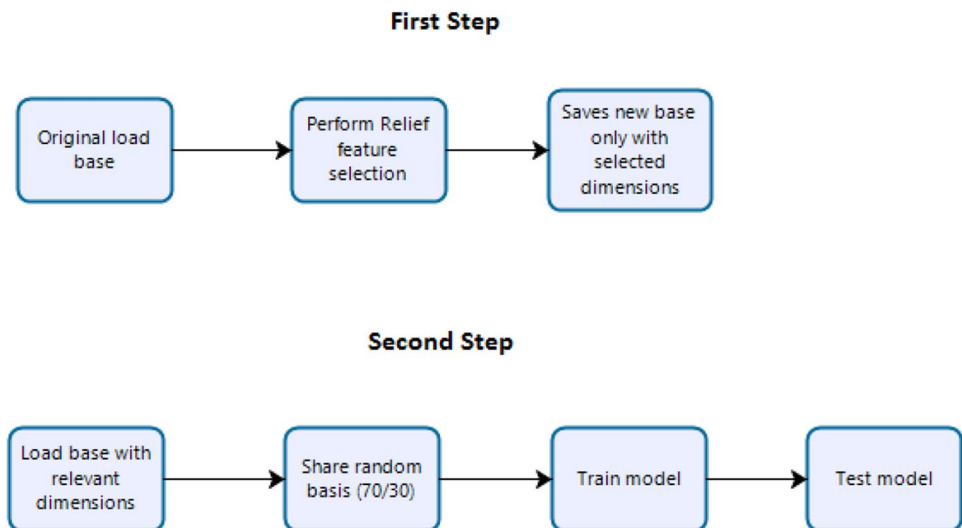 First Step
Original load
base
Perform Relief
feature
selection
Saves new base
only with
selected
dimensions
Second Step
Load base with
relevant
dimensions
Share random
basis (70/30)
Train model
Test model